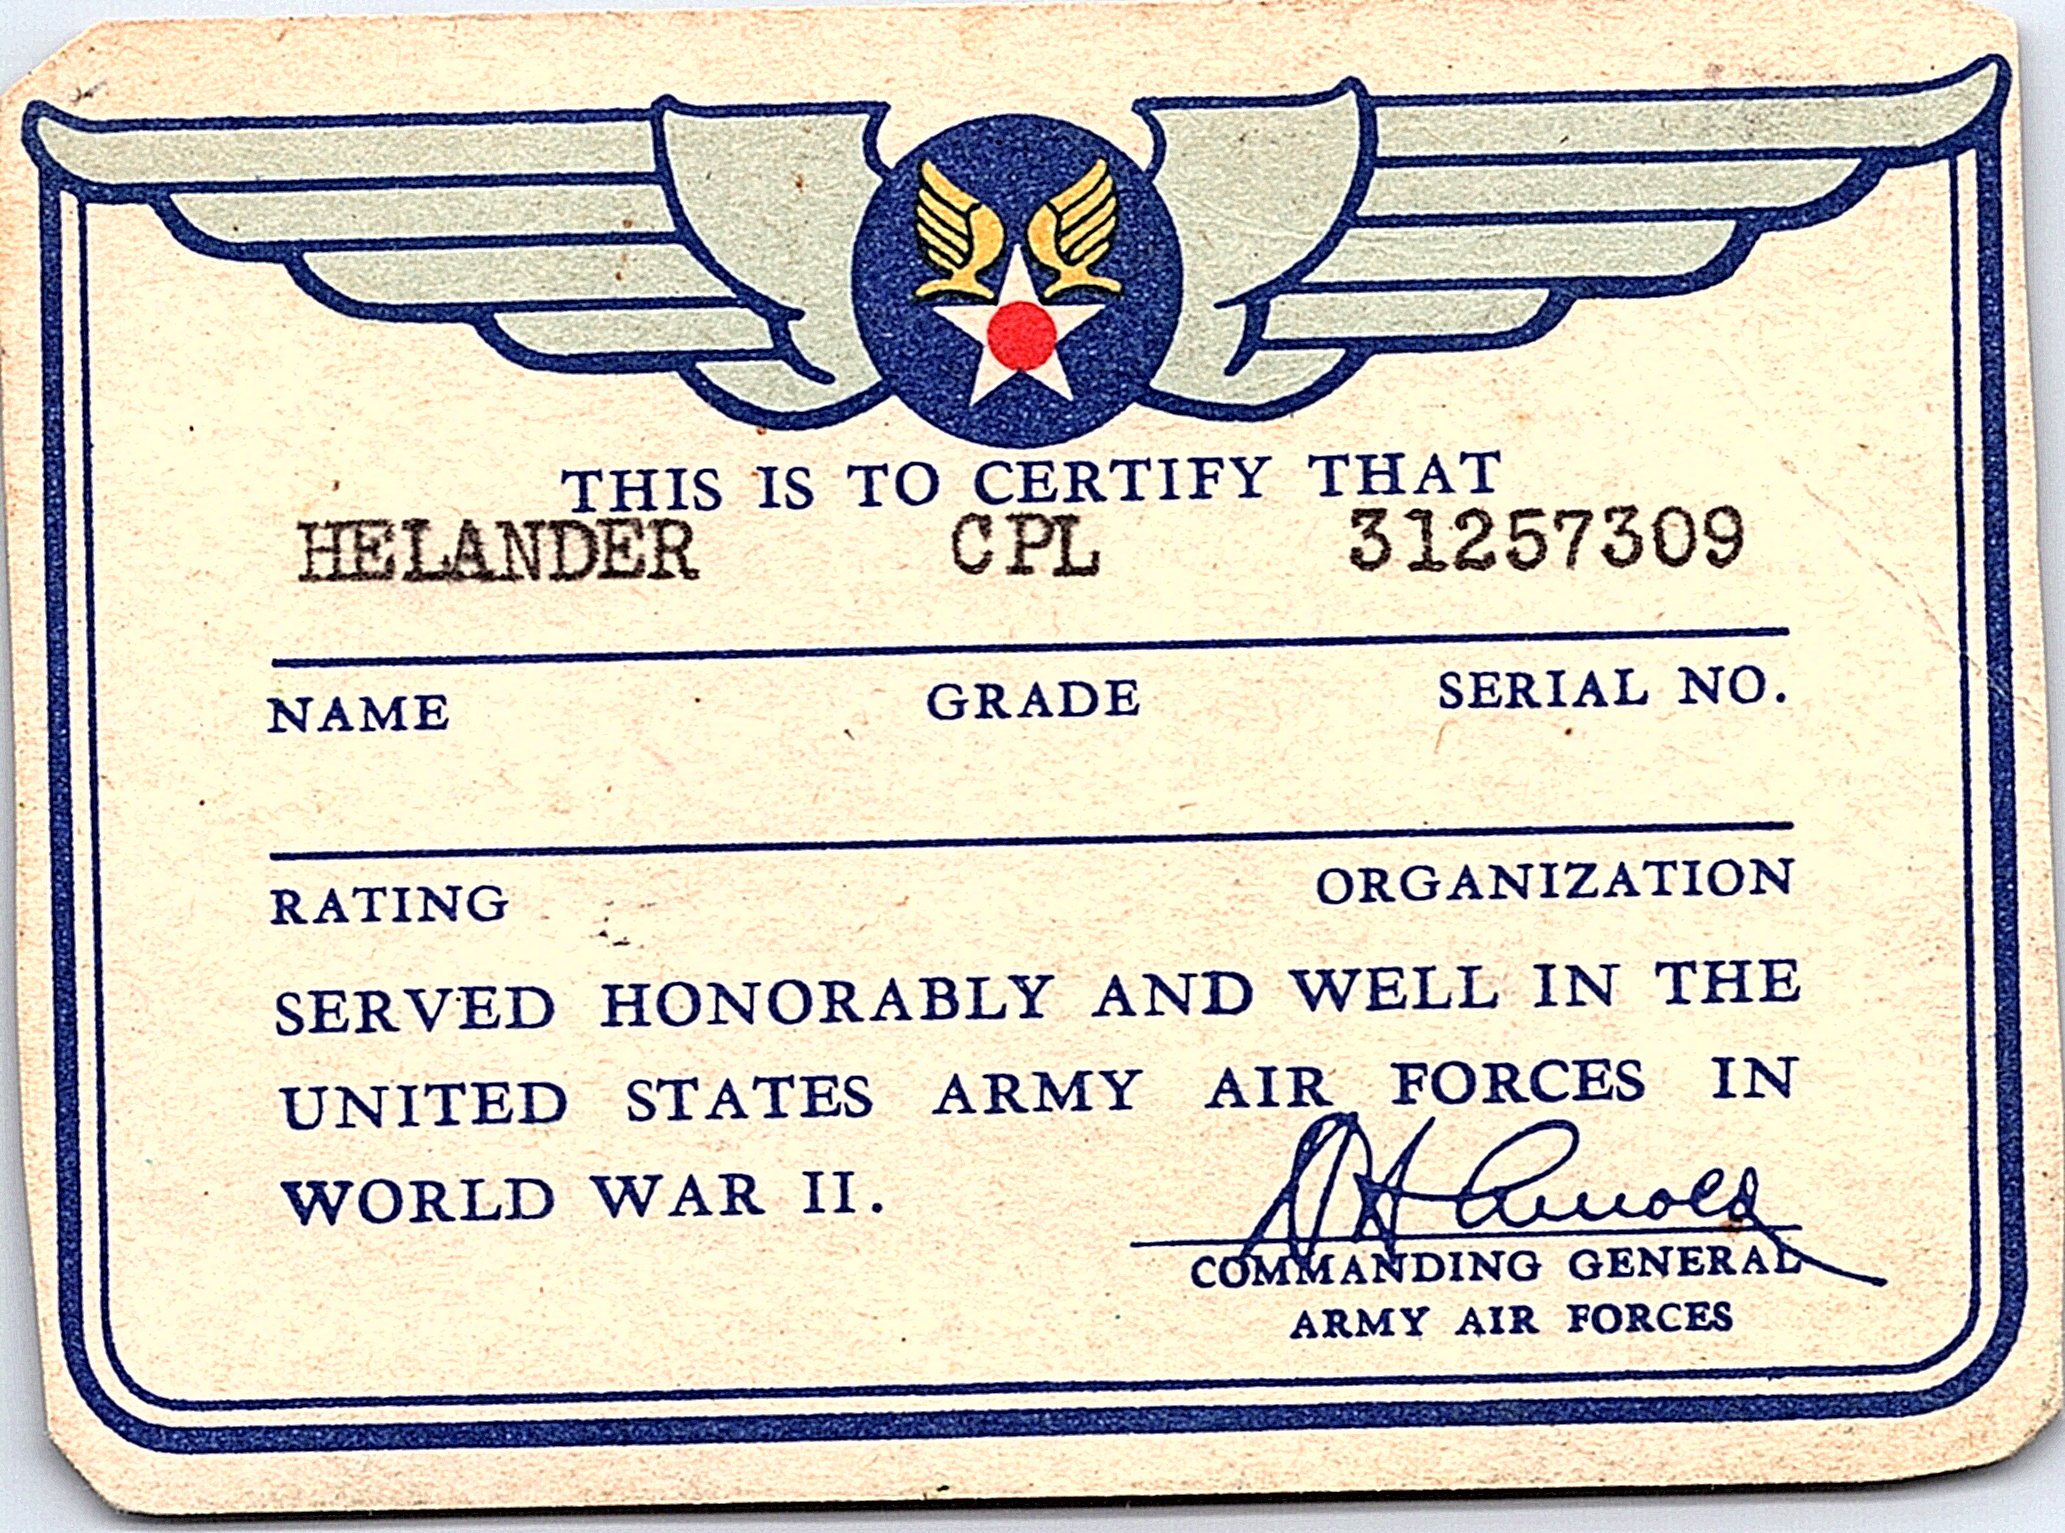 THIS IS TO CERTIFY THAT
HELANDER CPL 31257309
NAME GRADE SERIAL NO.
RATING ORGANIZATION
SERVED HONORABLY AND WELL IN THE
UNITED STATES ARMY AIR FORCES IN
WORLD WAR II.
H H Arnold
COMMANDING GENERAL
ARMY AIR FORCES